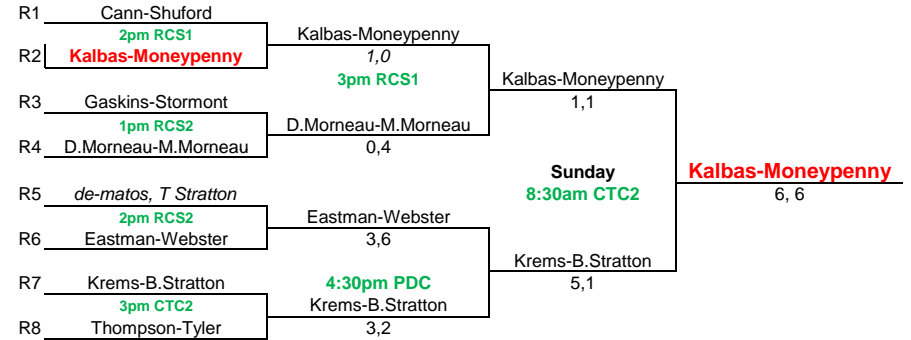 R1 Cann-Shuford
2pm RCS1
R2 Kalbas-Moneypenny
Kalbas-Moneypenny
1,0
3pm RCS1
R3 Gaskins-Stormont
1pm RCS2
R4 D.Morneau-M.Morneau
D.Morneau-M.Morneau
0,4
Kalbas-Moneypenny
1,1
Sunday
8:30am CTC2
Kalbas-Moneypenny
6, 6
R5 de-matos, T Stratton
2pm RCS2
R6 Eastman-Webster
Eastman-Webster
3,6
4:30pm PDC
R7 Krems-B.Stratton
3pm CTC2
R8 Thompson-Tyler
Krems-B.Stratton
3,2
Krems-B.Stratton
5,1